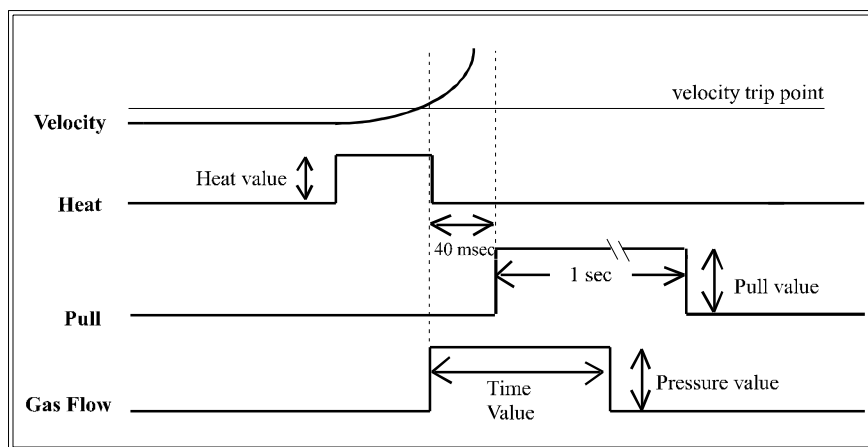 velocity trip point
Velocity
Heat value
Heat
40 msec
1 sec
Pull value
Pull
Time
Value
Pressure value
Gas Flow